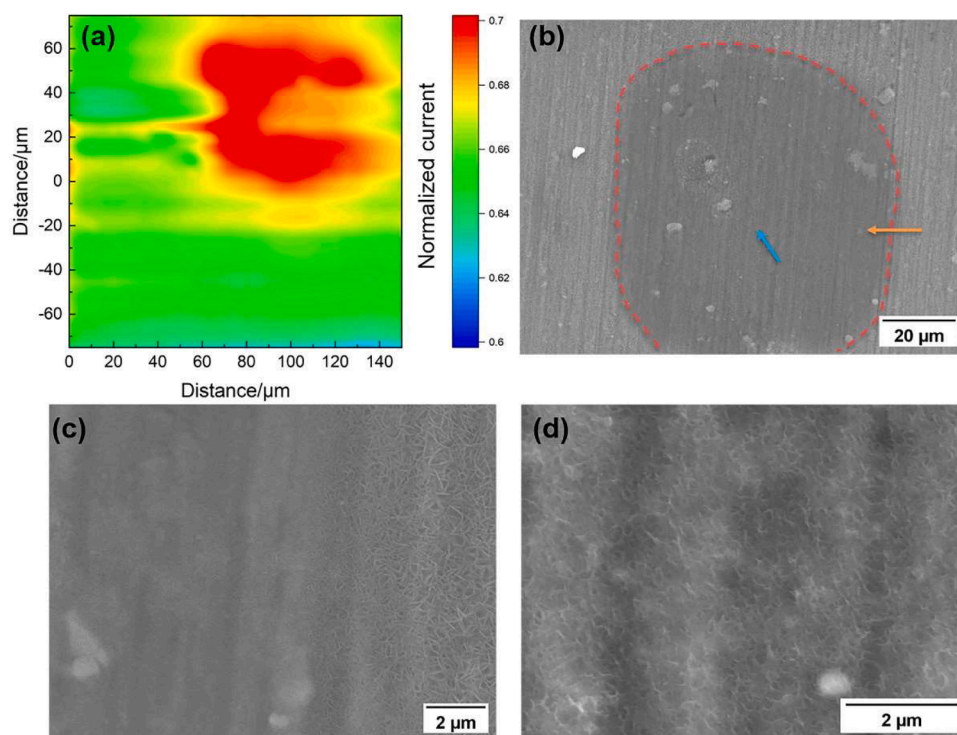 (a)
60
40
20
0
-20
-40
-60
Distance/µm
0 20 40 60 80 100 120 140
Distance/µm
0.7
0.68
0.66
0.64
0.62
0.6
Normalized current
(b)
20 µm
(c)
2 µm
(d)
2 µm